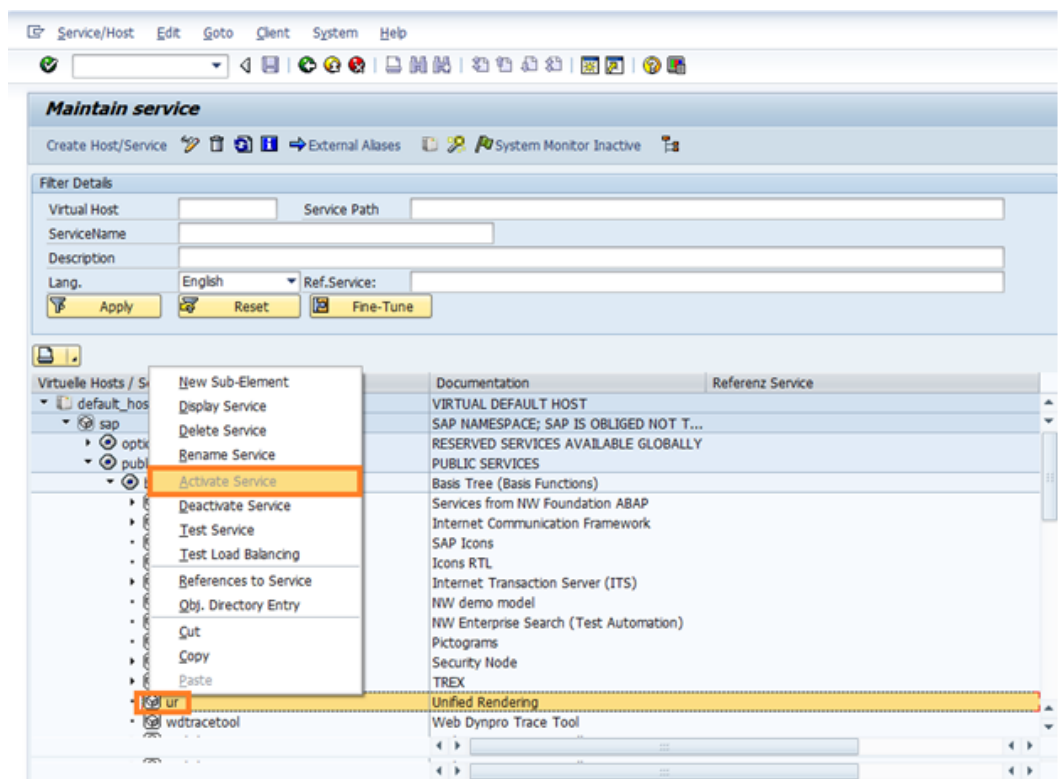 Service/Host Edit Goto Client System Help
Maintain service
Create Host/Service External Aliases System Monitor Inactive
Filter Details
Virtual Host Service Path
ServiceName
Description
Lang. English Ref.Service:
Apply Reset Fine-Tune
Virtuelle Hosts / S Documentation Referenz Service
default_hos VIRTUAL DEFAULT HOST
sap SAP NAMESPACE; SAP IS OBLIGED NOT T...
optio RESERVED SERVICES AVAILABLE GLOBALLY
publ PUBLIC SERVICES
Basis Tree (Basis Functions)
Services from NW Foundation ABAP
Internet Communication Framework
SAP Icons
Icons RTL
Internet Transaction Server (ITS)
NW demo model
NW Enterprise Search (Test Automation)
Pictograms
Security Node
TREX
ur Unified Rendering
wdtracetool Web Dynpro Trace Tool
New Sub-Element
Display Service
Delete Service
Rename Service
Activate Service
Deactivate Service
Test Service
Test Load Balancing
References to Service
Obj. Directory Entry
Cut
Copy
Paste